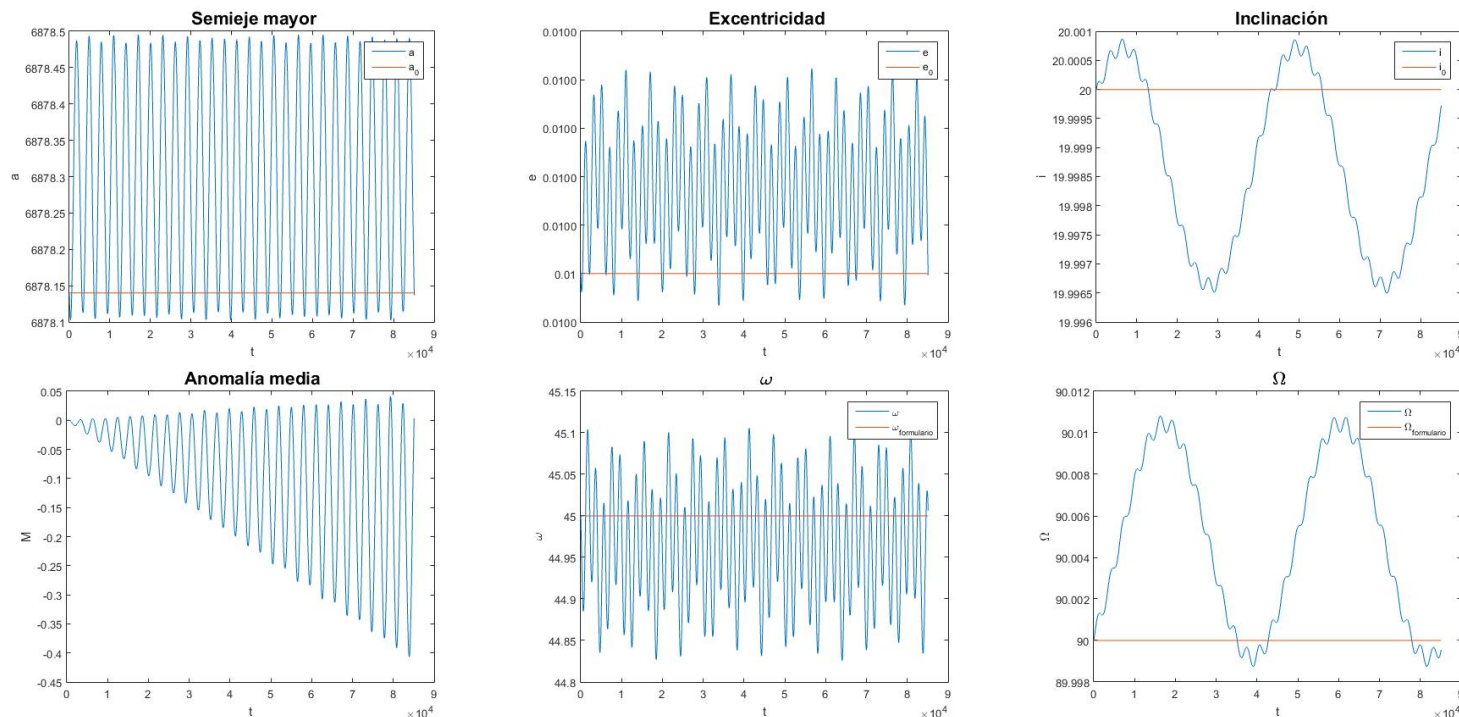 Semieje mayor
6878.5
6878.45
6878.4
6878.35
6878.3
6878.25
6878.2
6878.15
6878.1
a
a
a0
0 1 2 3 4 5 6 7 8 9
t
×10^4
Excentricidad
0.0100
0.0100
0.0100
0.0100
0.0100
0.01
0.0100
e
e
e0
0 1 2 3 4 5 6 7 8 9
t
×10^4
Inclinación
20.001
20.0005
20
19.9995
19.999
19.9985
19.998
19.9975
19.997
19.9965
19.996
i
i
i0
0 1 2 3 4 5 6 7 8 9
t
×10^4
Anomalía media
0.05
0
-0.05
-0.1
-0.15
-0.2
-0.25
-0.3
-0.35
-0.4
-0.45
M
0 1 2 3 4 5 6 7 8 9
t
×10^4
ω
45.15
45.1
45.05
45
44.95
44.9
44.85
44.8
ω
ω
ωformulario
0 1 2 3 4 5 6 7 8 9
t
×10^4
Ω
90.012
90.01
90.008
90.006
90.004
90.002
90
89.998
Ω
Ω
Ωformulario
0 1 2 3 4 5 6 7 8 9
t
×10^4